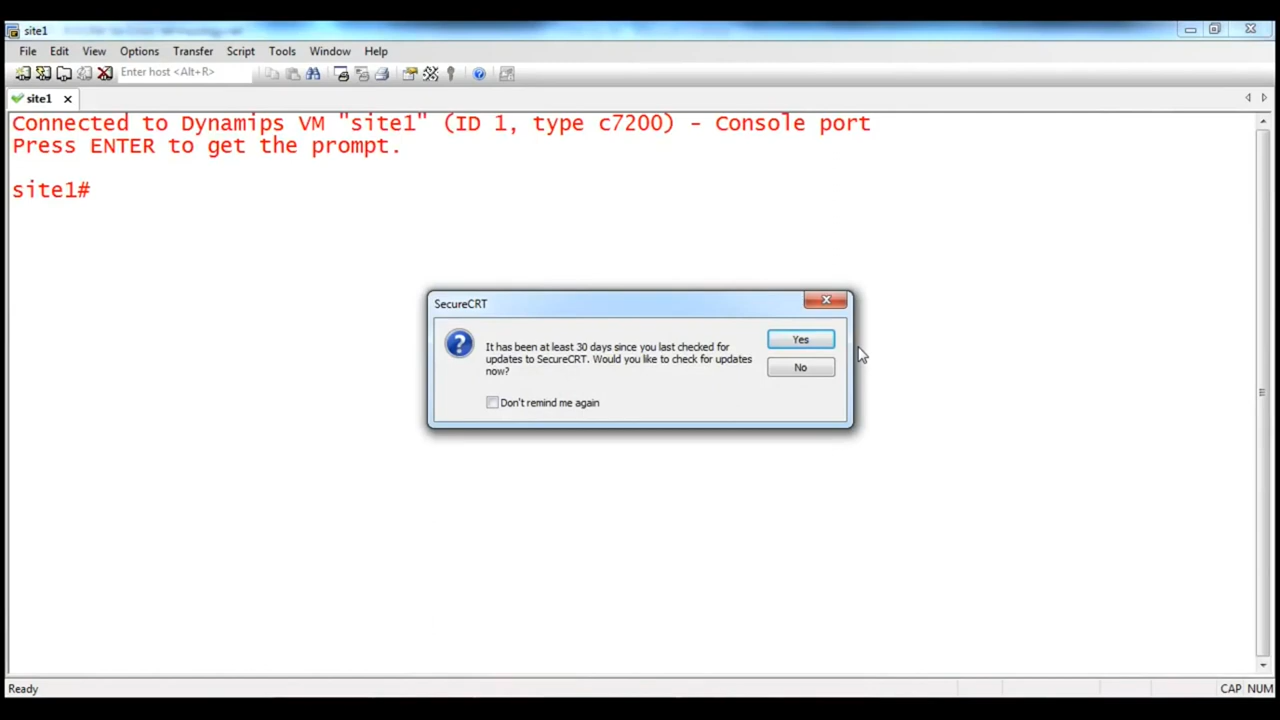 site1
File Edit View Options Transfer Script Tools Window Help
Enter host <Alt+R>
site1
Connected to Dynamips VM "site1" (ID 1, type c7200) - Console port
Press ENTER to get the prompt.
site1#
SecureCRT
It has been at least 30 days since you last checked for
updates to SecureCRT. Would you like to check for updates
now?
Yes
No
Don't remind me again
Ready
CAP NUM